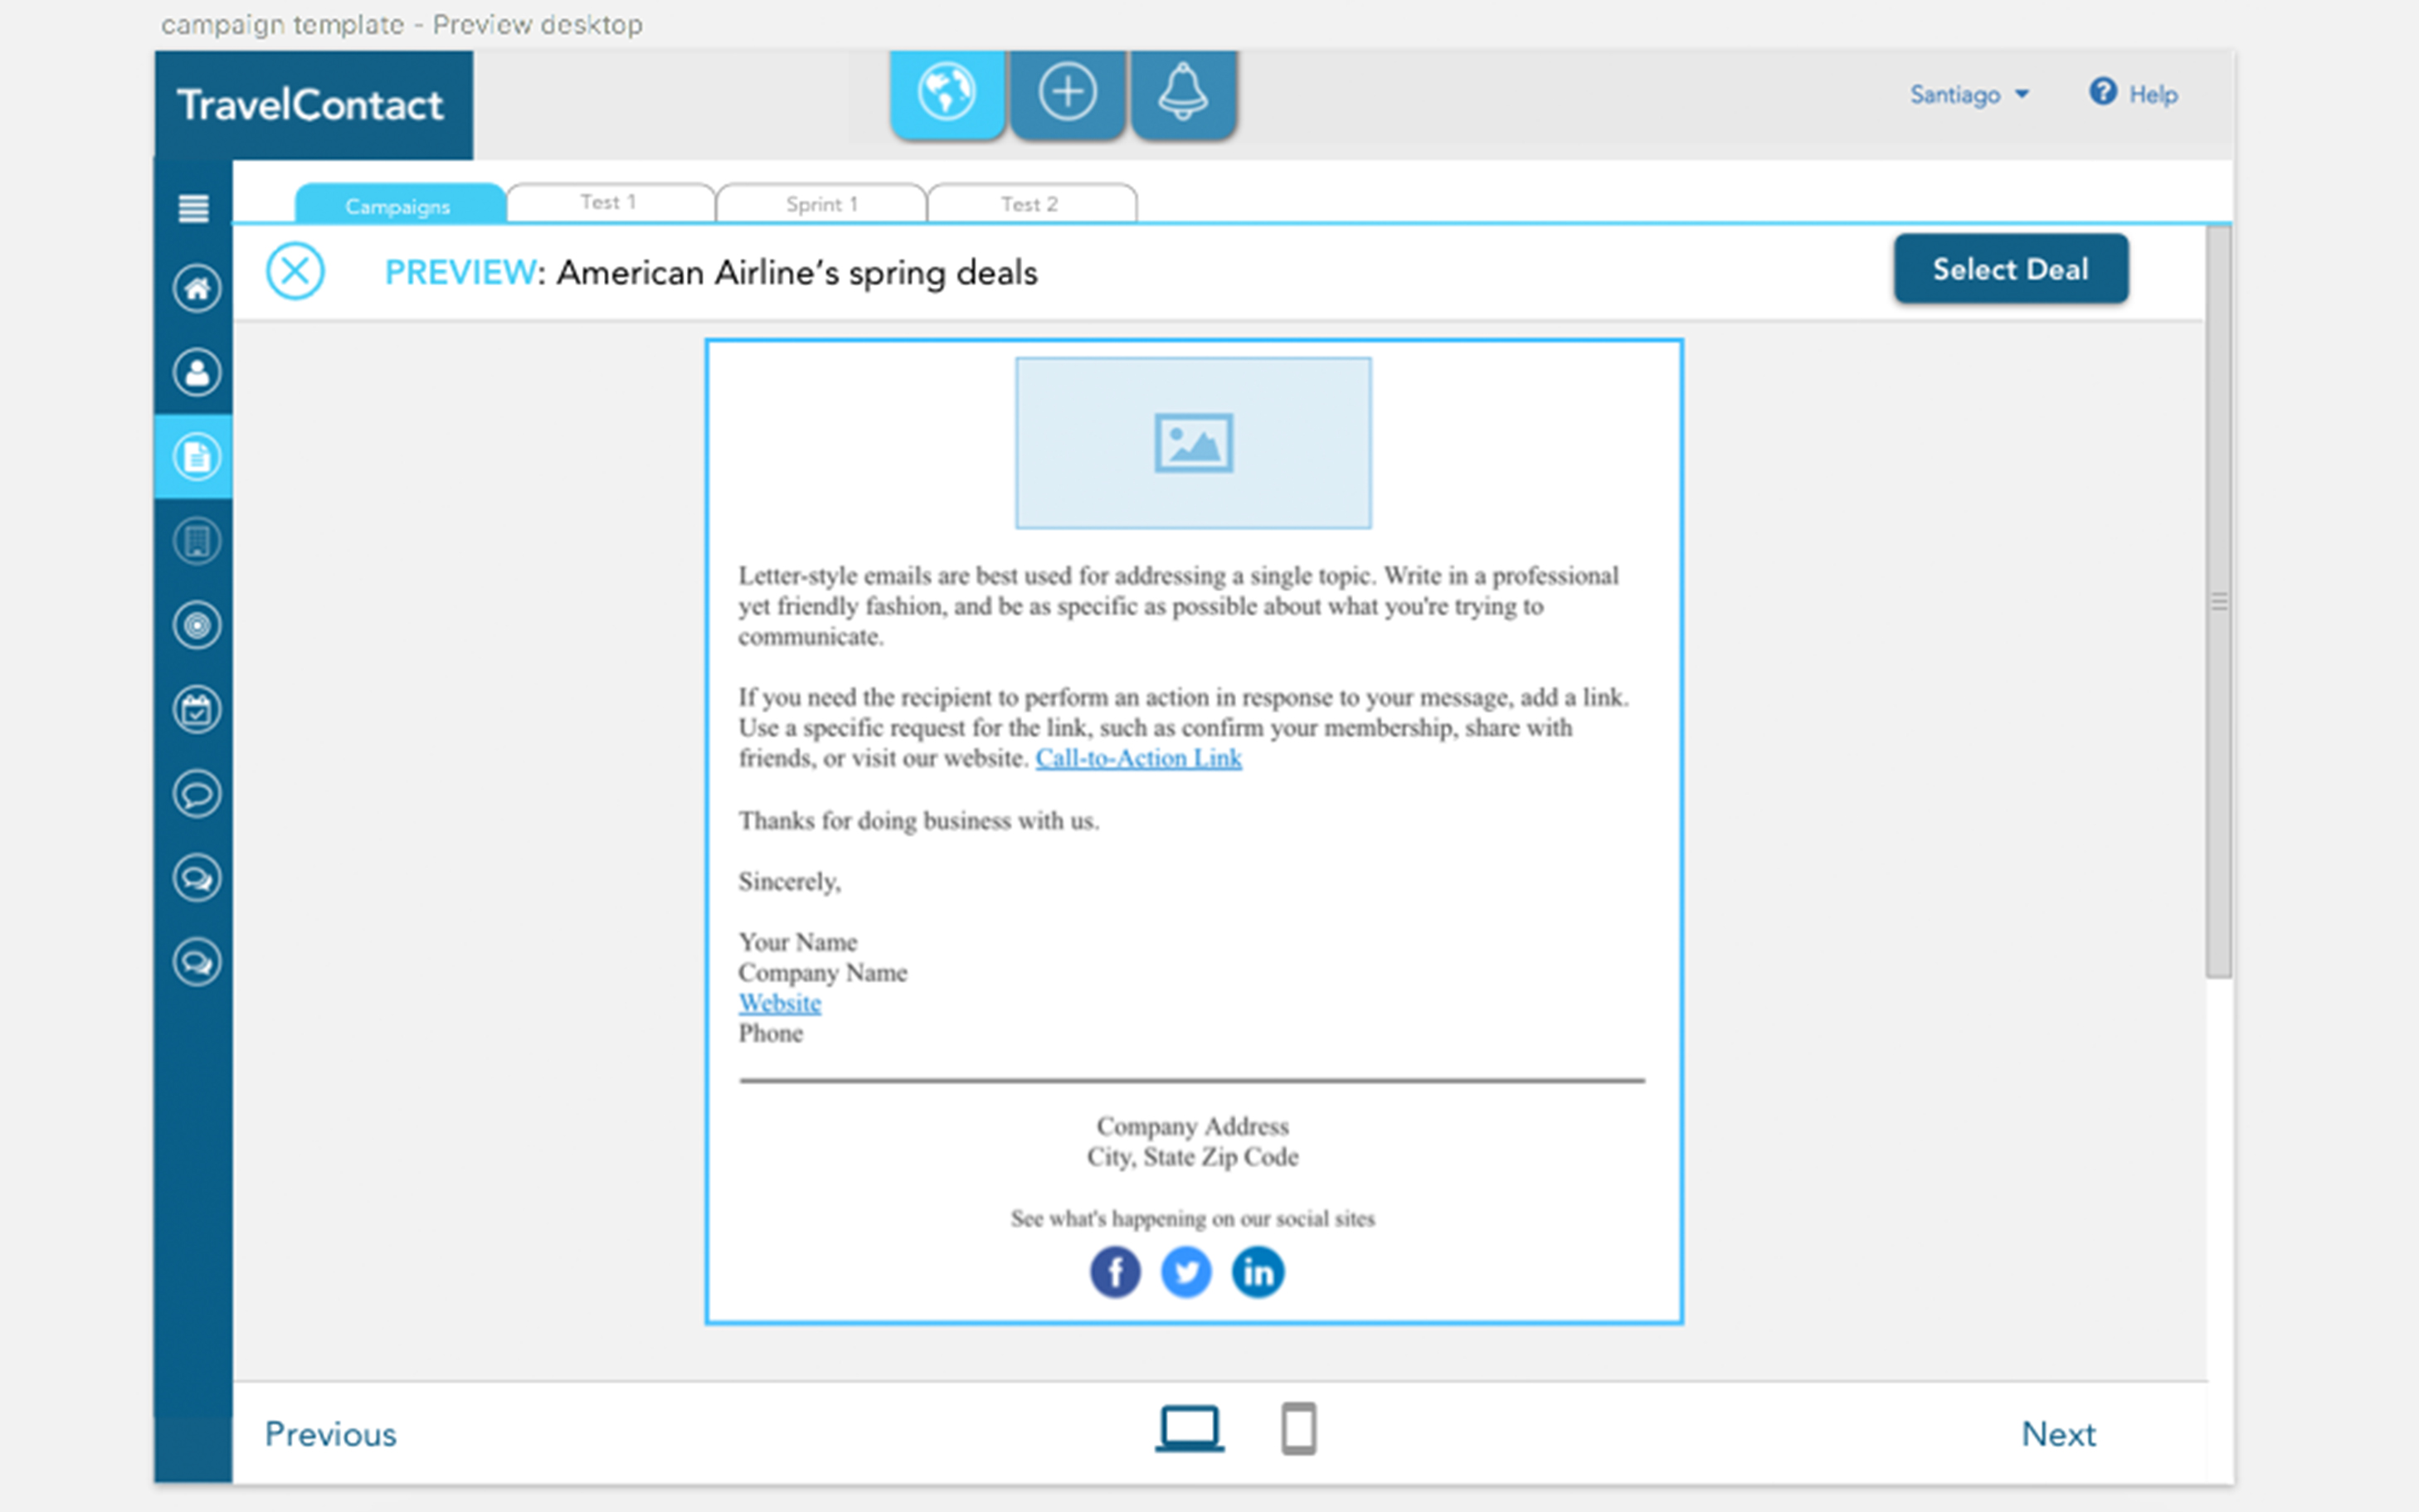 campaign template - Preview desktop
TravelContact
Santiago
? Help
Campaigns
Test 1
Sprint 1
Test 2
PREVIEW: American Airline’s spring deals
Select Deal
Letter-style emails are best used for addressing a single topic. Write in a professional
yet friendly fashion, and be as specific as possible about what you're trying to
communicate.
If you need the recipient to perform an action in response to your message, add a link.
Use a specific request for the link, such as confirm your membership, share with
friends, or visit our website. Call-to-Action Link
Thanks for doing business with us.
Sincerely,
Your Name
Company Name
Website
Phone
Company Address
City, State Zip Code
See what's happening on our social sites
f
in
Previous
Next